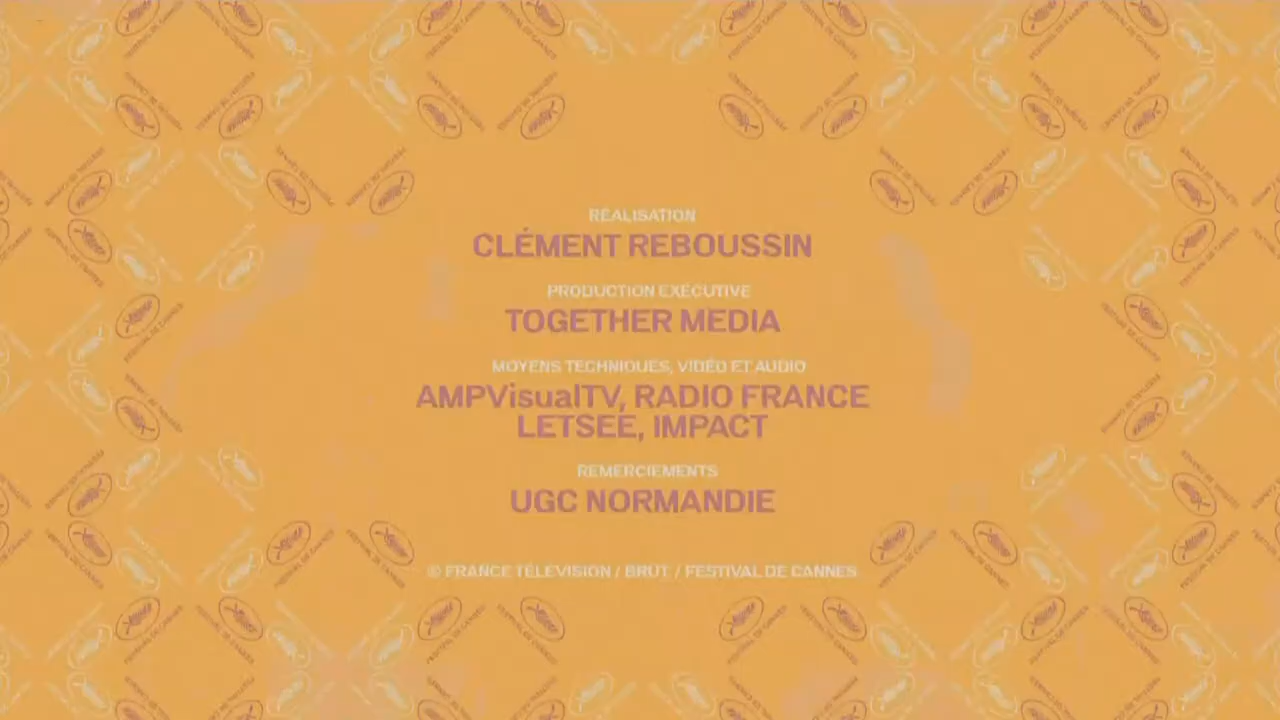 RÉALISATION
CLÉMENT REBOUSSIN
PRODUCTION EXÉCUTIVE
TOGETHER MEDIA
MOYENS TECHNIQUES, VIDÉO ET AUDIO
AMPVisualTV, RADIO FRANCE
LETSEE, IMPACT
REMERCIEMENTS
UGC NORMANDIE
© FRANCE TÉLEVISION / BRUT / FESTIVAL DE CANNES